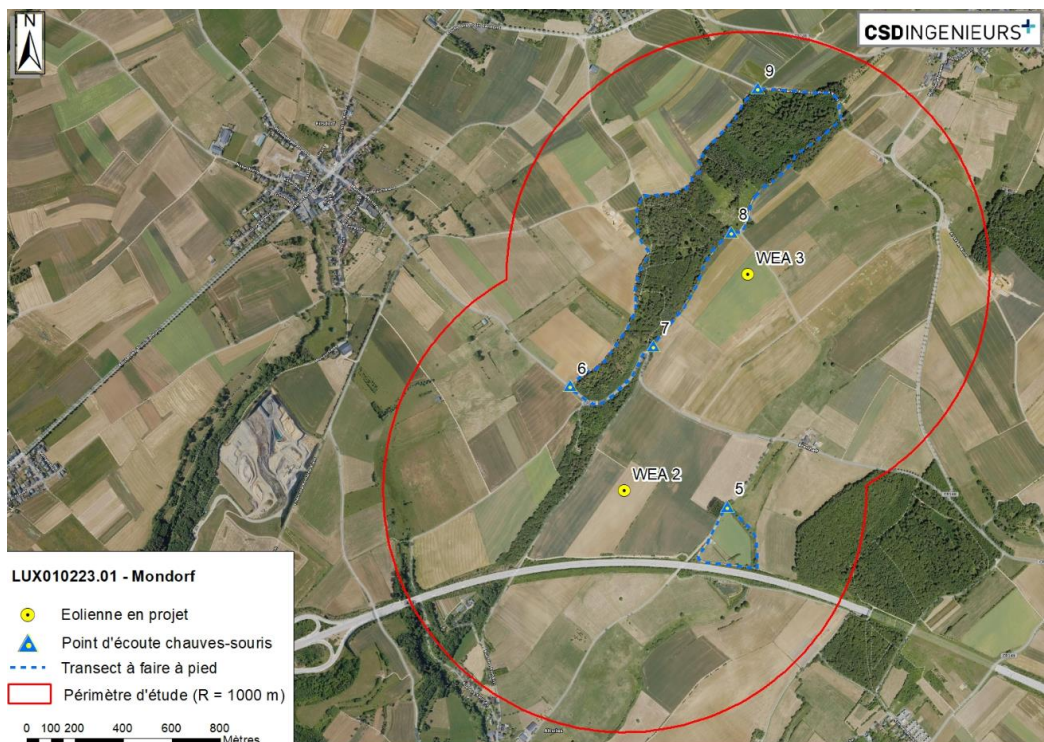 N
CSDINGENIEURS+
9
8
WEA 3
7
6
WEA 2
5
LUX010223.01 - Mondorf
Eolienne en projet
Point d'écoute chauves-souris
Transect à faire à pied
Périmètre d'étude (R = 1000 m)
0 100 200 400 600 800
Mètres